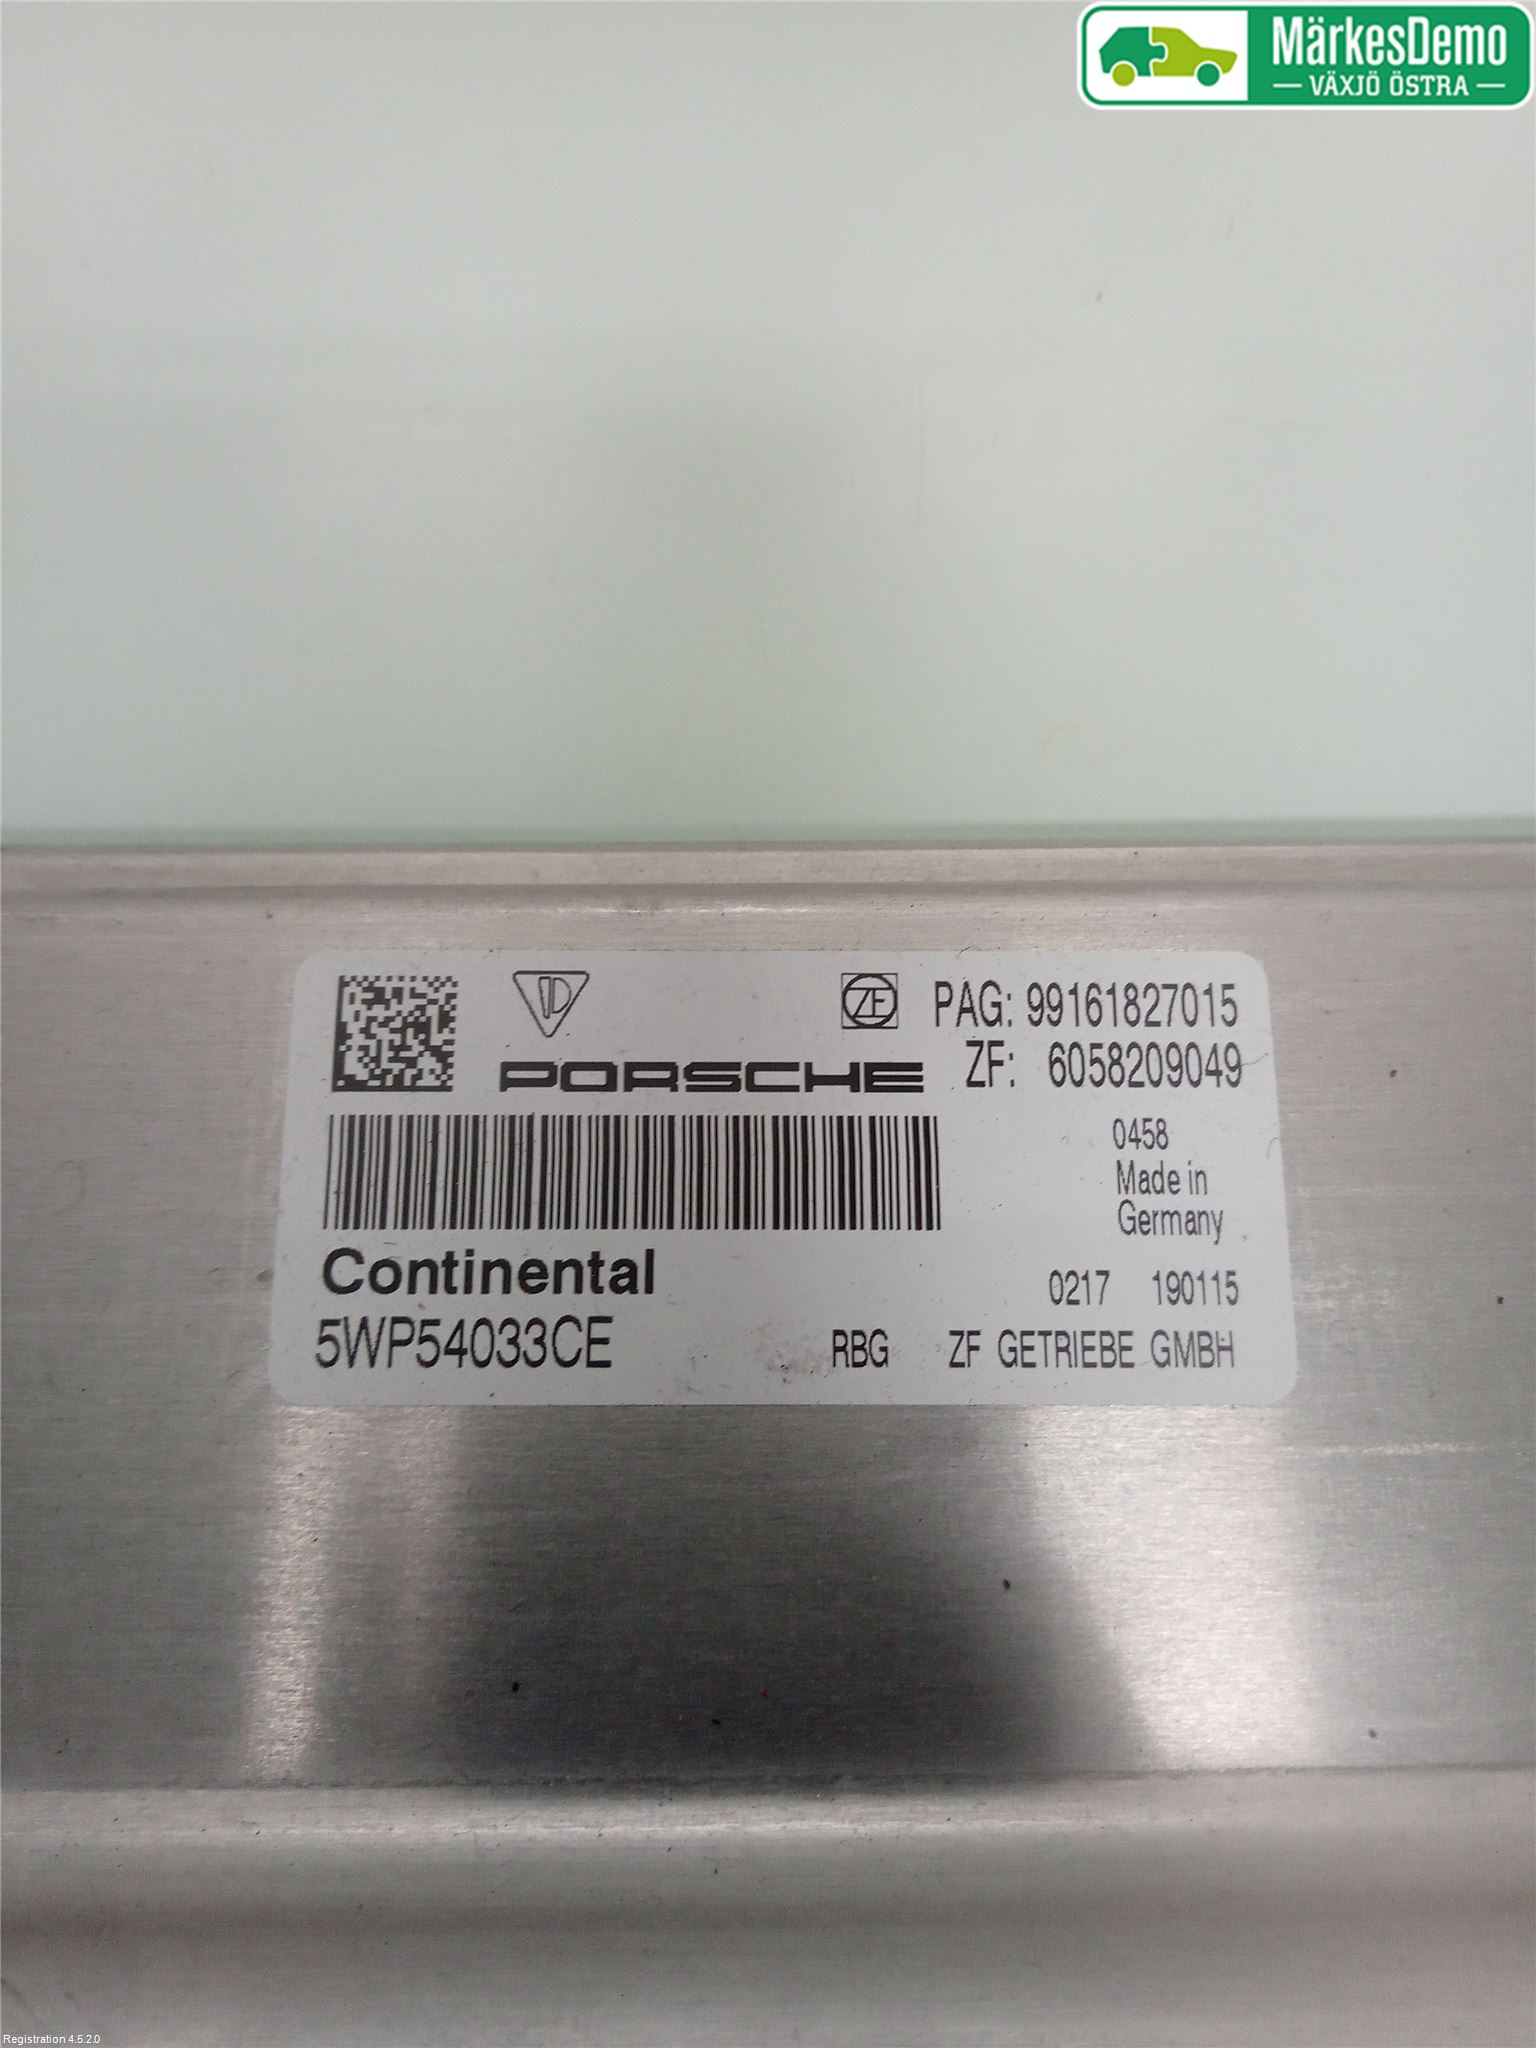 MärkesDemo
VÄXJÖ ÖSTRA
ZF PAG: 99161827015
PORSCHE ZF: 6058209049
0458
Made in
Germany
Continental
0217 190115
5WP54033CE RBG ZF GETRIEBE GMBH
Registration 4.5.2.0